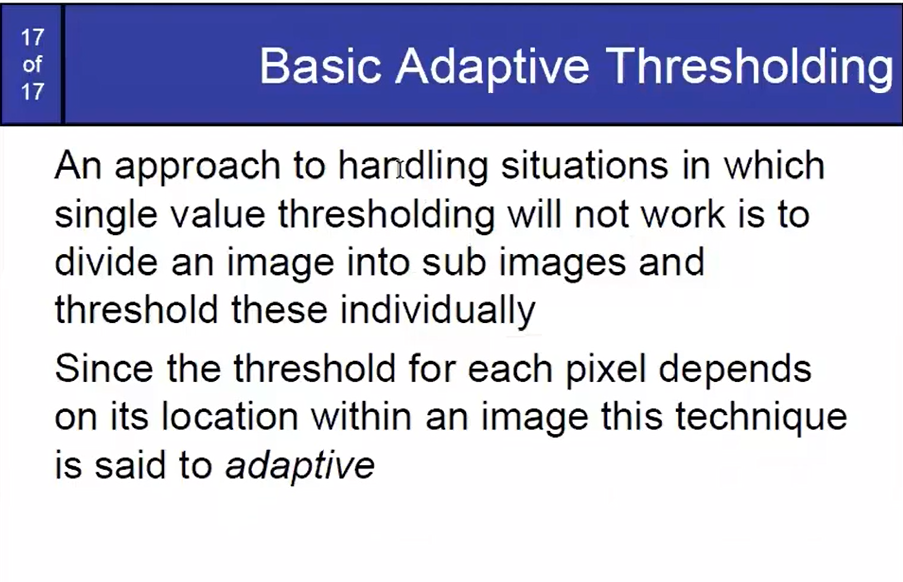 17
of
17
Basic Adaptive Thresholding
An approach to handling situations in which
single value thresholding will not work is to
divide an image into sub images and
threshold these individually
Since the threshold for each pixel depends
on its location within an image this technique
is said to adaptive